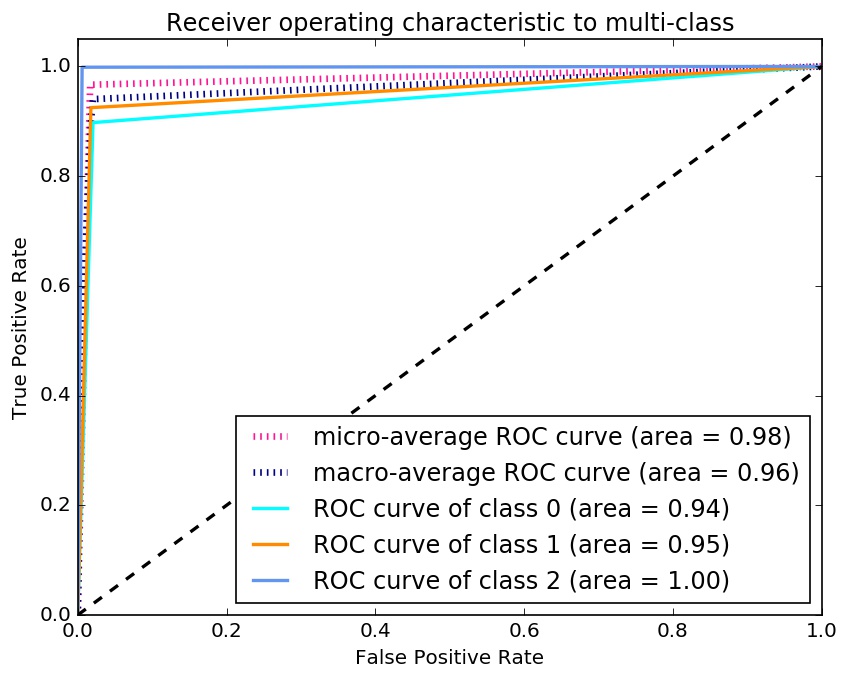 Receiver operating characteristic to multi-class
1.0
0.8
0.6
0.4
0.2
0.0
True Positive Rate
micro-average ROC curve (area = 0.98)
macro-average ROC curve (area = 0.96)
ROC curve of class 0 (area = 0.94)
ROC curve of class 1 (area = 0.95)
ROC curve of class 2 (area = 1.00)
0.0 0.2 0.4 0.6 0.8 1.0
False Positive Rate